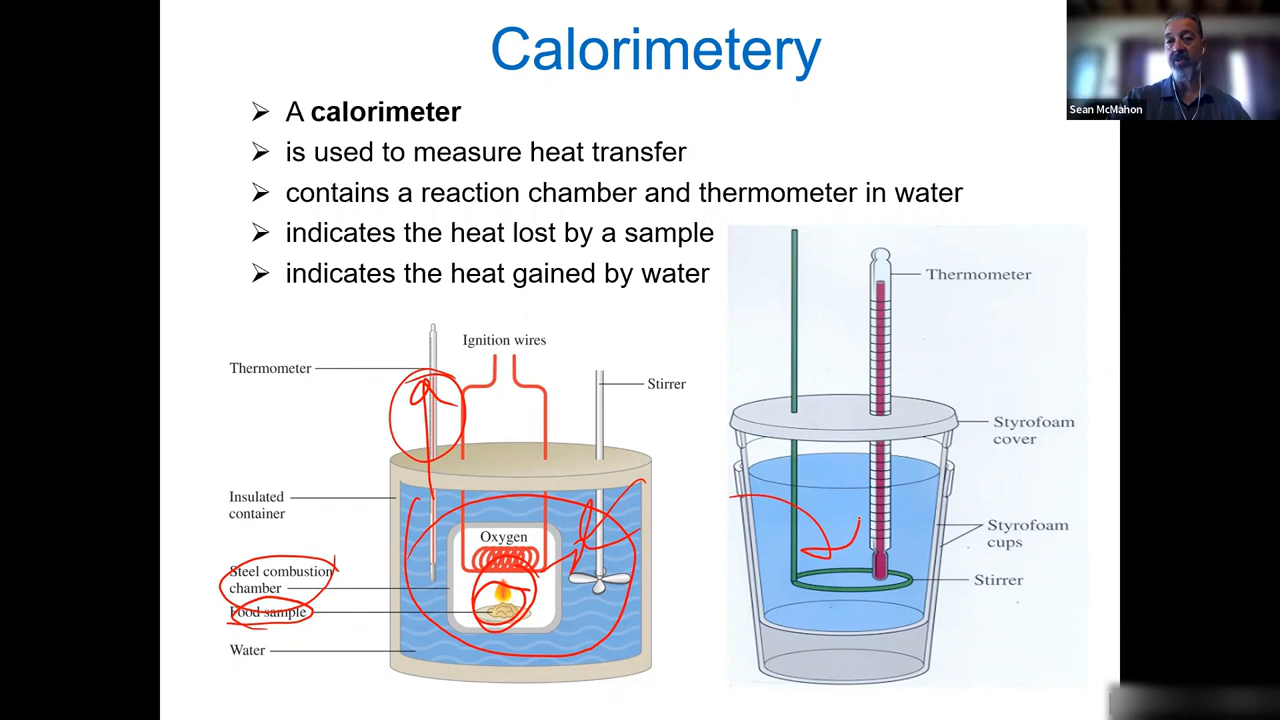 Calorimetery
Sean McMahon
➢ A calorimeter
➢ is used to measure heat transfer
➢ contains a reaction chamber and thermometer in water
➢ indicates the heat lost by a sample
➢ indicates the heat gained by water
Ignition wires
Thermometer
Stirrer
Insulated
container
Oxygen
Steel combustion
chamber
Food sample
Water
Thermometer
Styrofoam
cover
Styrofoam
cups
Stirrer